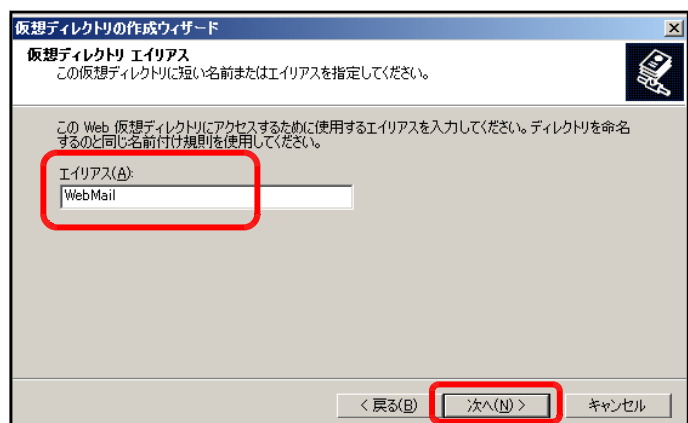 仮想ディレクトリの作成ウィザード
仮想ディレクトリ エイリアス
この仮想ディレクトリに短い名前またはエイリアスを指定してください。
この Web 仮想ディレクトリにアクセスするために使用するエイリアスを入力してください。ディレクトリを命名
するのと同じ名前付け規則を使用してください。
エイリアス(A):
WebMail
< 戻る(B) 次へ(N) > キャンセル